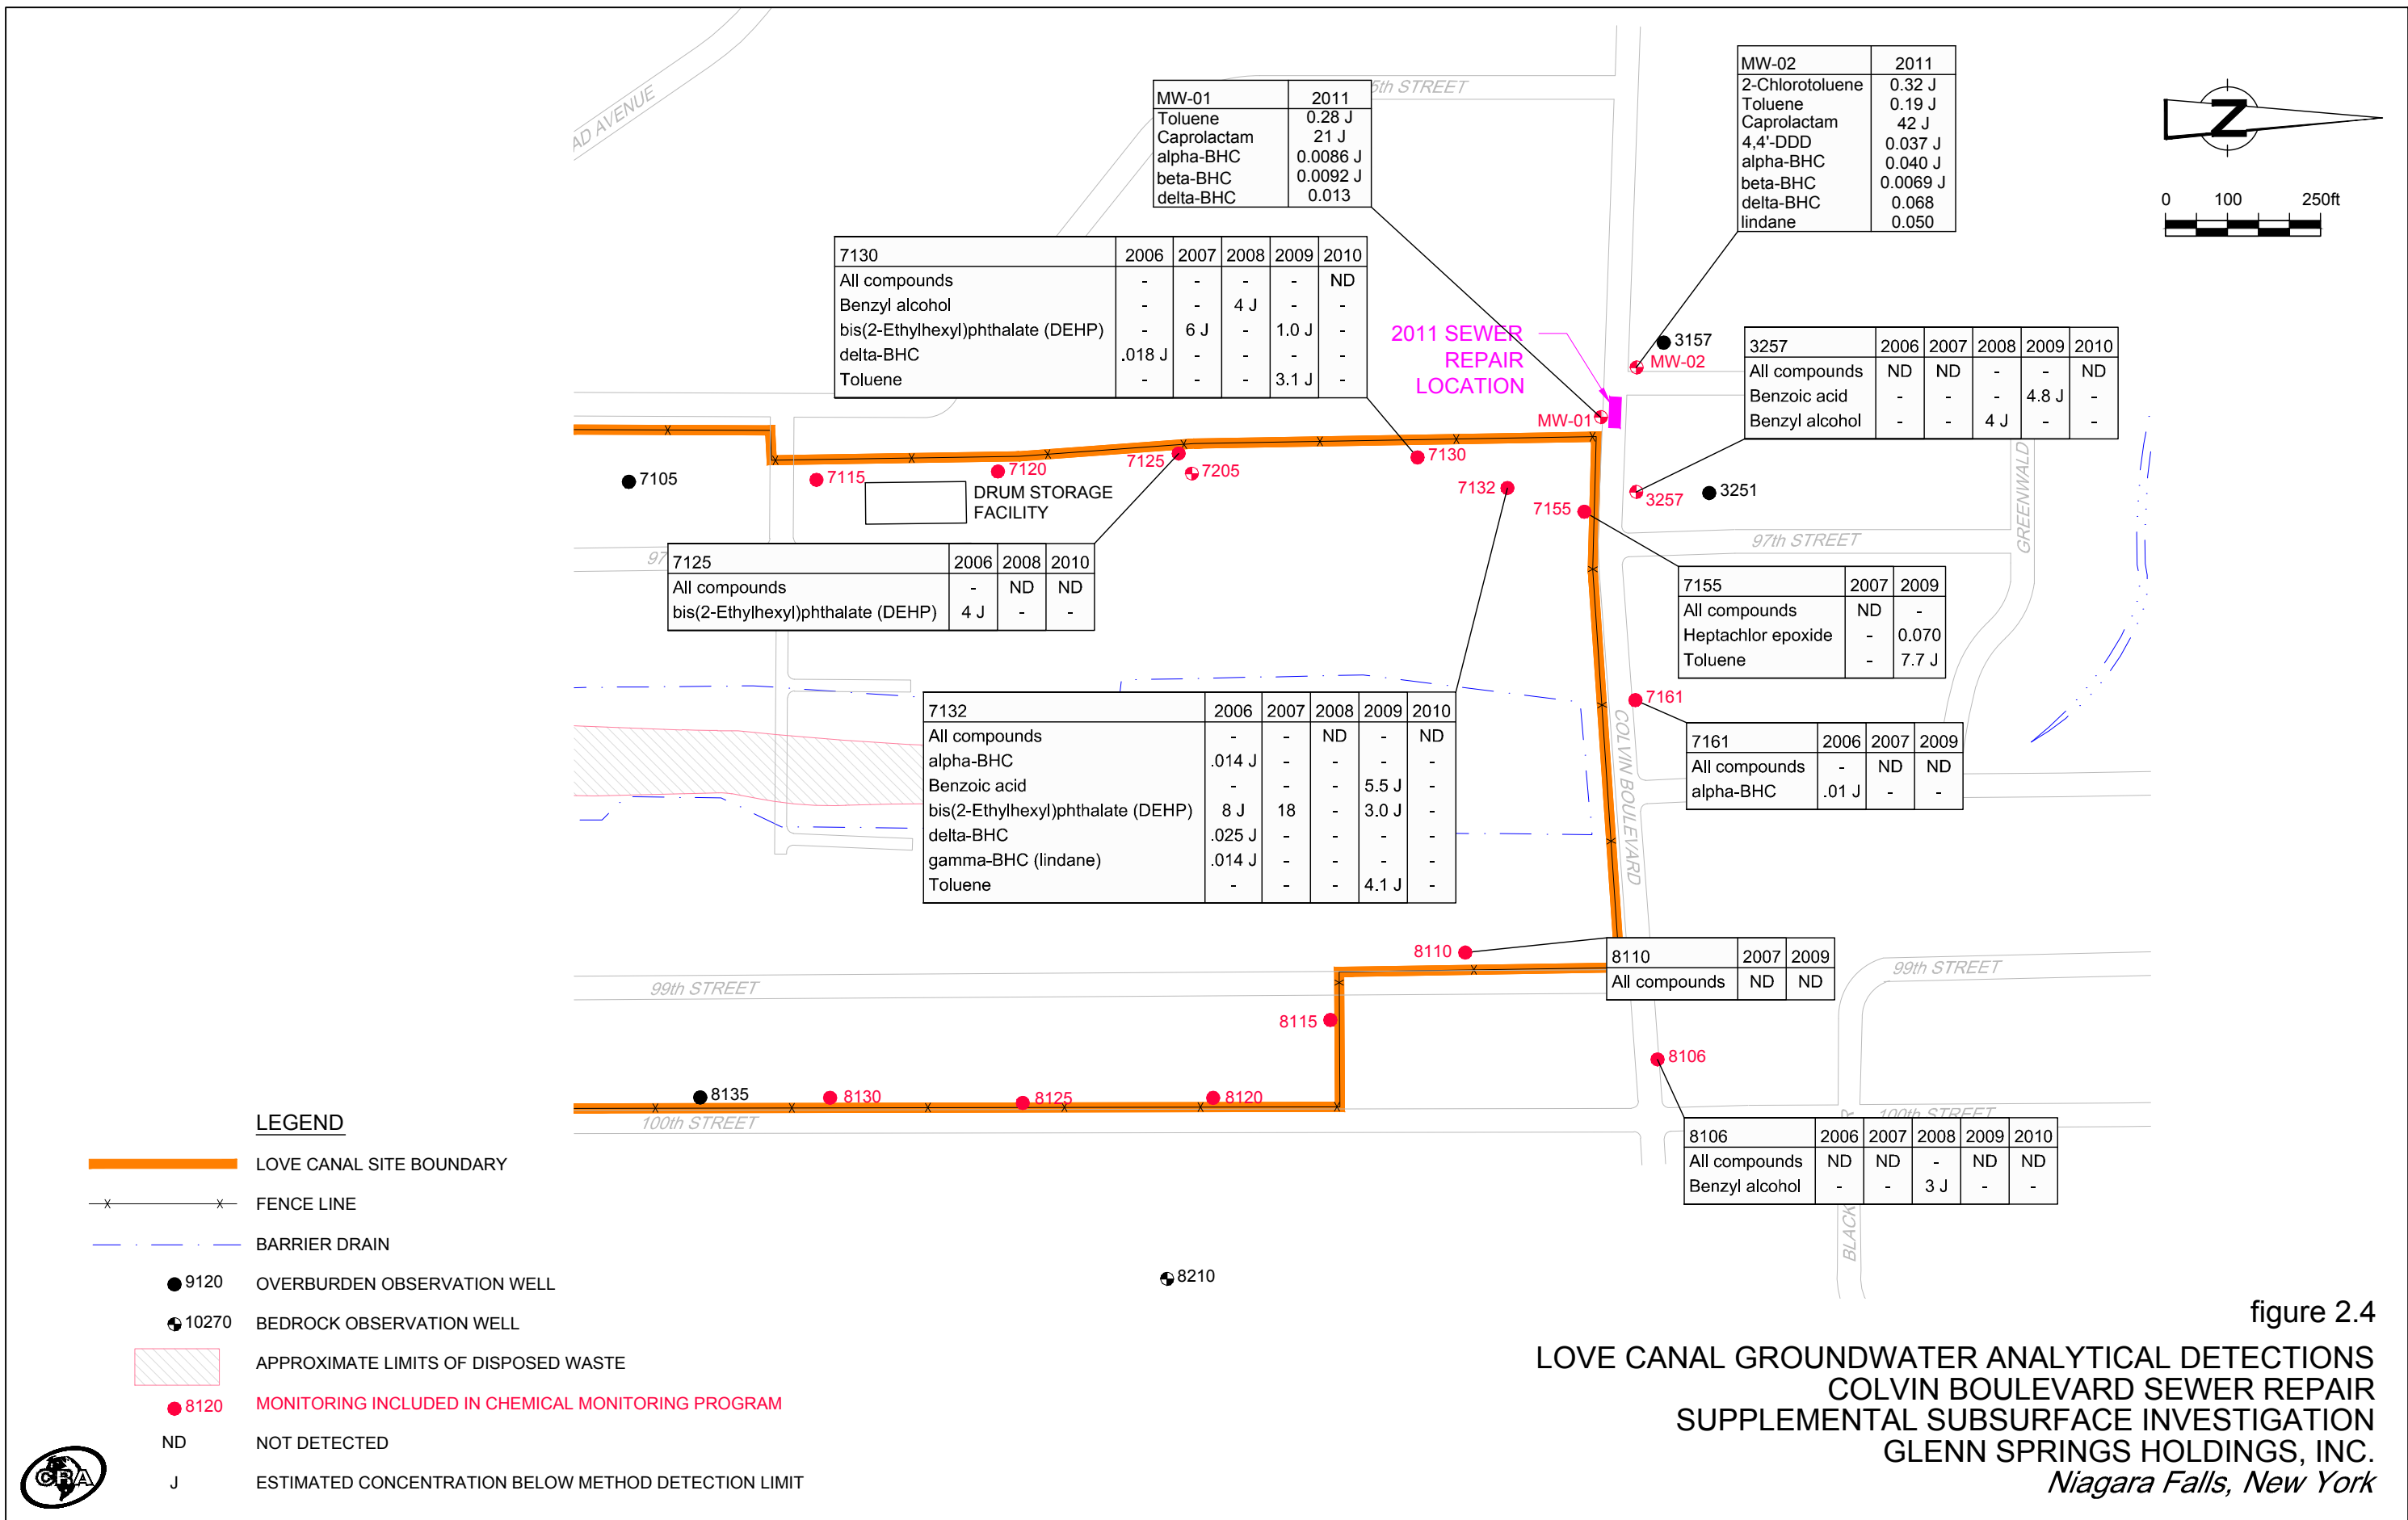 AD AVENUE
5th STREET
MW-01 2011
Toluene 0.28 J
Caprolactam 21 J
alpha-BHC 0.0086 J
beta-BHC 0.0092 J
delta-BHC 0.013
MW-02 2011
2-Chlorotoluene 0.32 J
Toluene 0.19 J
Caprolactam 42 J
4,4'-DDD 0.037 J
alpha-BHC 0.040 J
beta-BHC 0.0069 J
delta-BHC 0.068
lindane 0.050
Z
0 100 250ft
7130 2006 2007 2008 2009 2010
All compounds - - - - ND
Benzyl alcohol - - 4 J - -
bis(2-Ethylhexyl)phthalate (DEHP) - 6 J - 1.0 J -
delta-BHC .018 J - - - -
Toluene - - - 3.1 J -
2011 SEWER
REPAIR
LOCATION
3157
MW-02
MW-01
3257 2006 2007 2008 2009 2010
All compounds ND ND - - ND
Benzoic acid - - - 4.8 J -
Benzyl alcohol - - 4 J - -
7105
7115
7120
7125
7205
7130
7132
7155
3257
3251
DRUM STORAGE
FACILITY
GREENWALD
97th STREET
97
7125 2006 2008 2010
All compounds - ND ND
bis(2-Ethylhexyl)phthalate (DEHP) 4 J - -
7155 2007 2009
All compounds ND -
Heptachlor epoxide - 0.070
Toluene - 7.7 J
7132 2006 2007 2008 2009 2010
All compounds - - ND - ND
alpha-BHC .014 J - - - -
Benzoic acid - - - 5.5 J -
bis(2-Ethylhexyl)phthalate (DEHP) 8 J 18 - 3.0 J -
delta-BHC .025 J - - - -
gamma-BHC (lindane) .014 J - - - -
Toluene - - - 4.1 J -
7161
COLVIN BOULEVARD
7161 2006 2007 2009
All compounds - ND ND
alpha-BHC .01 J - -
8110
8110 2007 2009
All compounds ND ND
99th STREET
99th STREET
8115
8106
8135
8130
8125
8120
100th STREET
100th STREET
8106 2006 2007 2008 2009 2010
All compounds ND ND - ND ND
Benzyl alcohol - - 3 J - -
BLACK
R
8210
LEGEND
LOVE CANAL SITE BOUNDARY
X X FENCE LINE
BARRIER DRAIN
9120 OVERBURDEN OBSERVATION WELL
10270 BEDROCK OBSERVATION WELL
APPROXIMATE LIMITS OF DISPOSED WASTE
8120 MONITORING INCLUDED IN CHEMICAL MONITORING PROGRAM
ND NOT DETECTED
J ESTIMATED CONCENTRATION BELOW METHOD DETECTION LIMIT
CRA
figure 2.4
LOVE CANAL GROUNDWATER ANALYTICAL DETECTIONS
COLVIN BOULEVARD SEWER REPAIR
SUPPLEMENTAL SUBSURFACE INVESTIGATION
GLENN SPRINGS HOLDINGS, INC.
Niagara Falls, New York